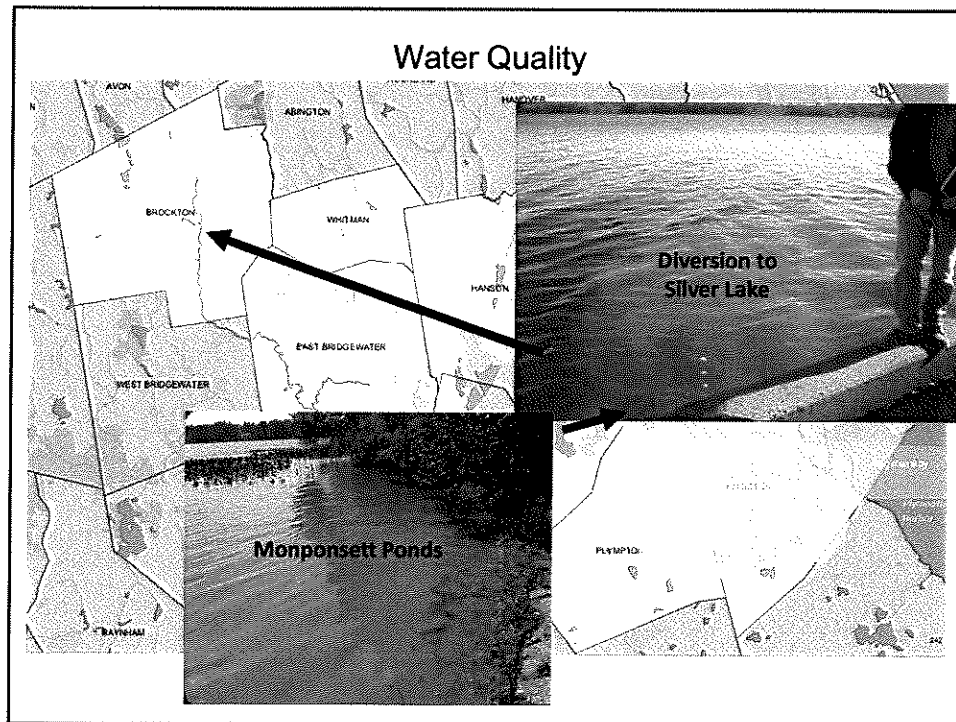 Water Quality
AVON
ABINGTON
HANOVER
BROCKTON
WHITMAN
HANSON
EAST BRIDGEWATER
WEST BRIDGEWATER
Diversion to
Silver Lake
Monponsett Ponds
PLYMPTON
RAYNHAM
242